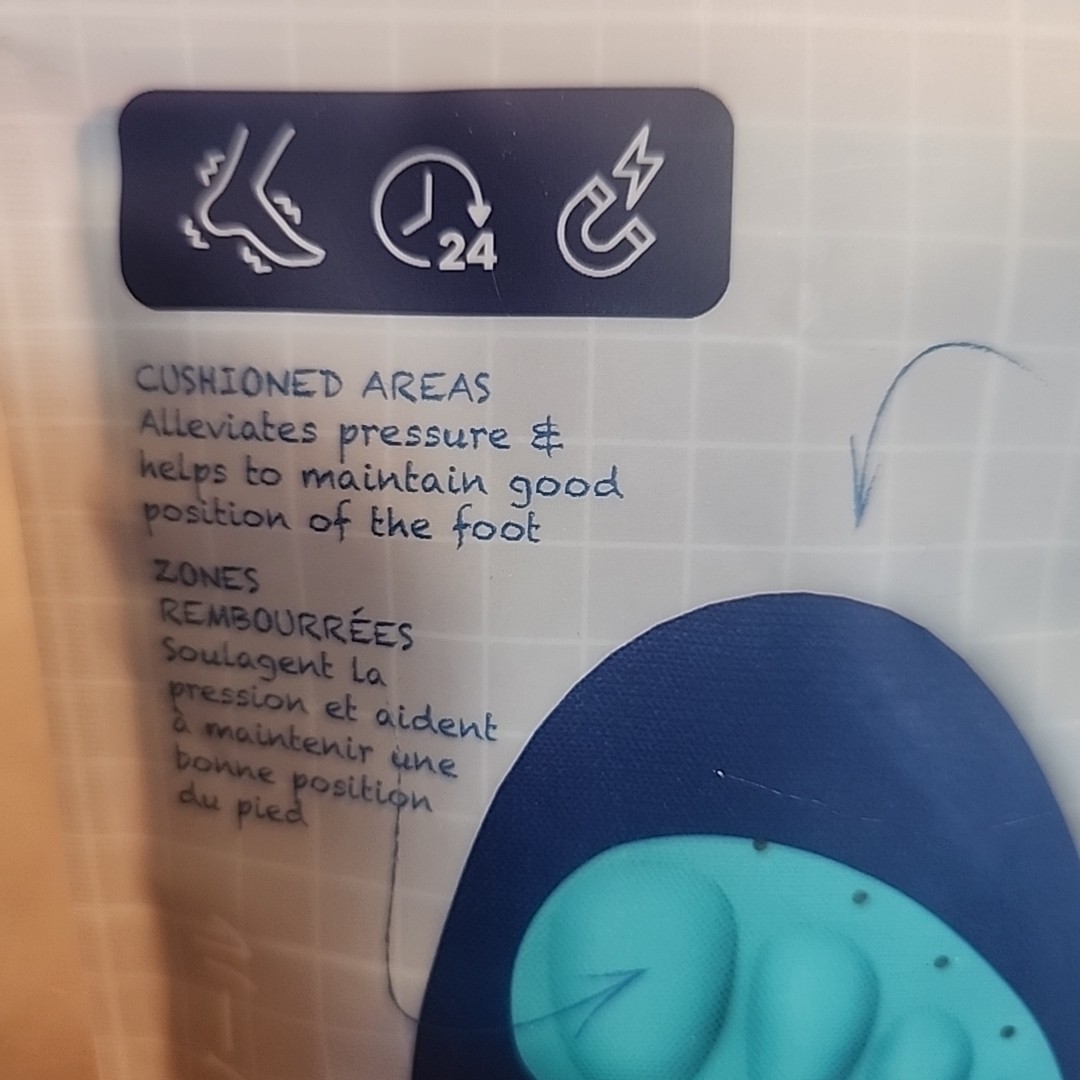 24
CUSHIONED AREAS
Alleviates pressure &
helps to maintain good
position of the foot
ZONES
REMBOURRÉES
Soulagent la
pression et aident
à maintenir une
bonne position
du pied